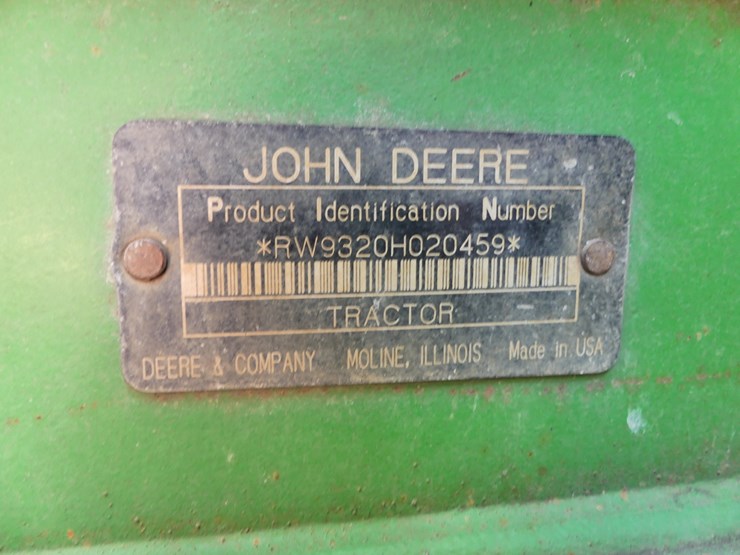 JOHN DEERE
Product Identification Number
*RW9320H020459*
TRACTOR
DEERE & COMPANY MOLINE, ILLINOIS Made in USA